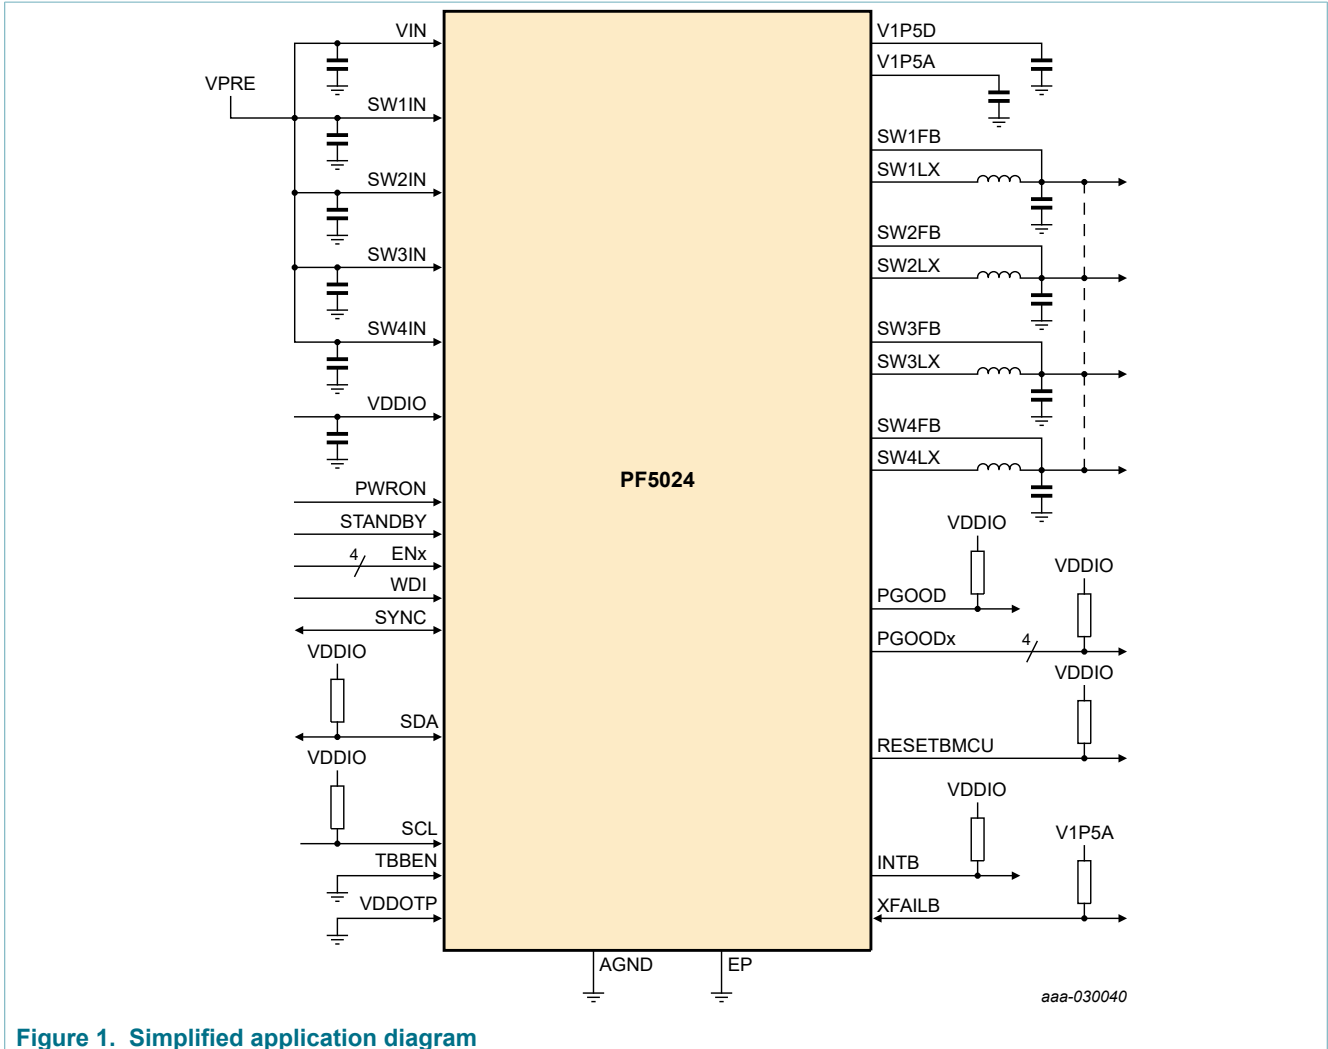 VIN
VPRE
SW1IN
SW2IN
SW3IN
SW4IN
VDDIO
PWRON
STANDBY
4 ENx
WDI
SYNC
VDDIO
SDA
VDDIO
SCL
TBBEN
VDDOTP
PF5024
AGND
EP
V1P5D
V1P5A
SW1FB
SW1LX
SW2FB
SW2LX
SW3FB
SW3LX
SW4FB
SW4LX
VDDIO
PGOOD
VDDIO
PGOODx 4
VDDIO
RESETBMCU
VDDIO
INTB
V1P5A
XFAILB
aaa-030040
Figure 1. Simplified application diagram